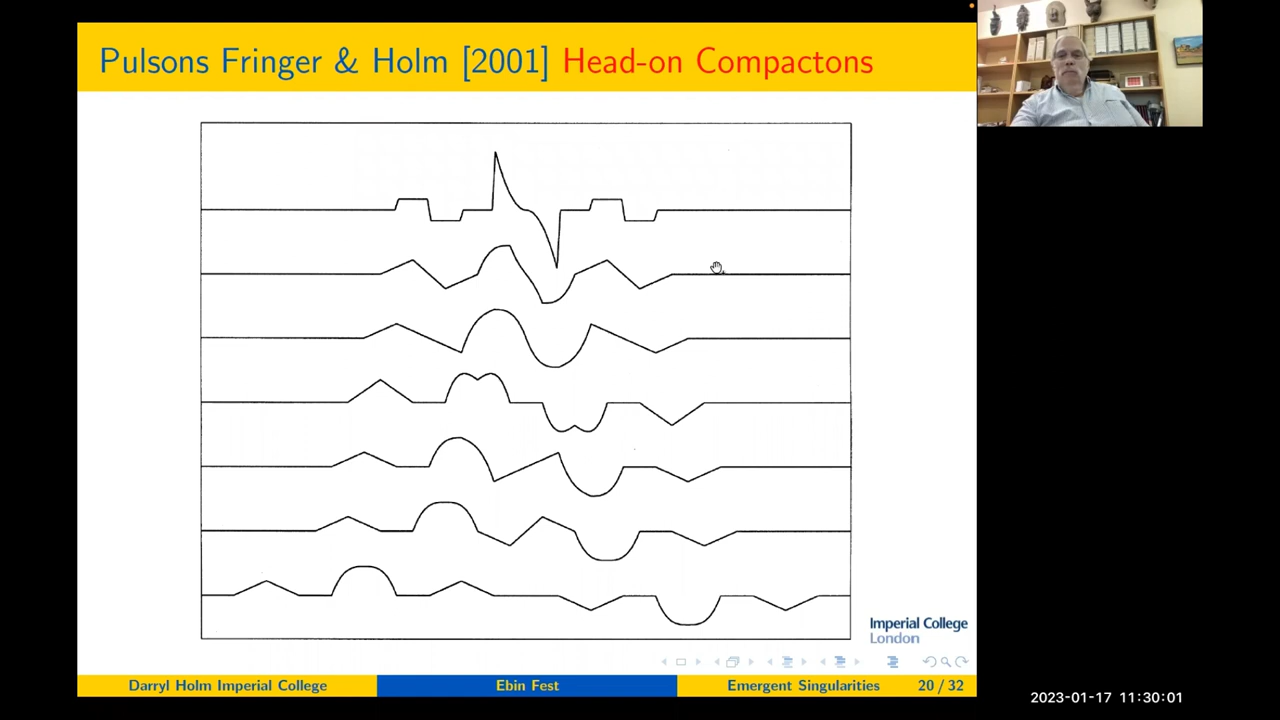 Pulsons Fringer & Holm [2001] Head-on Compactons
Imperial College
London
Darryl Holm Imperial College
Ebin Fest
Emergent Singularities
20 / 32
2023-01-17 11:30:01